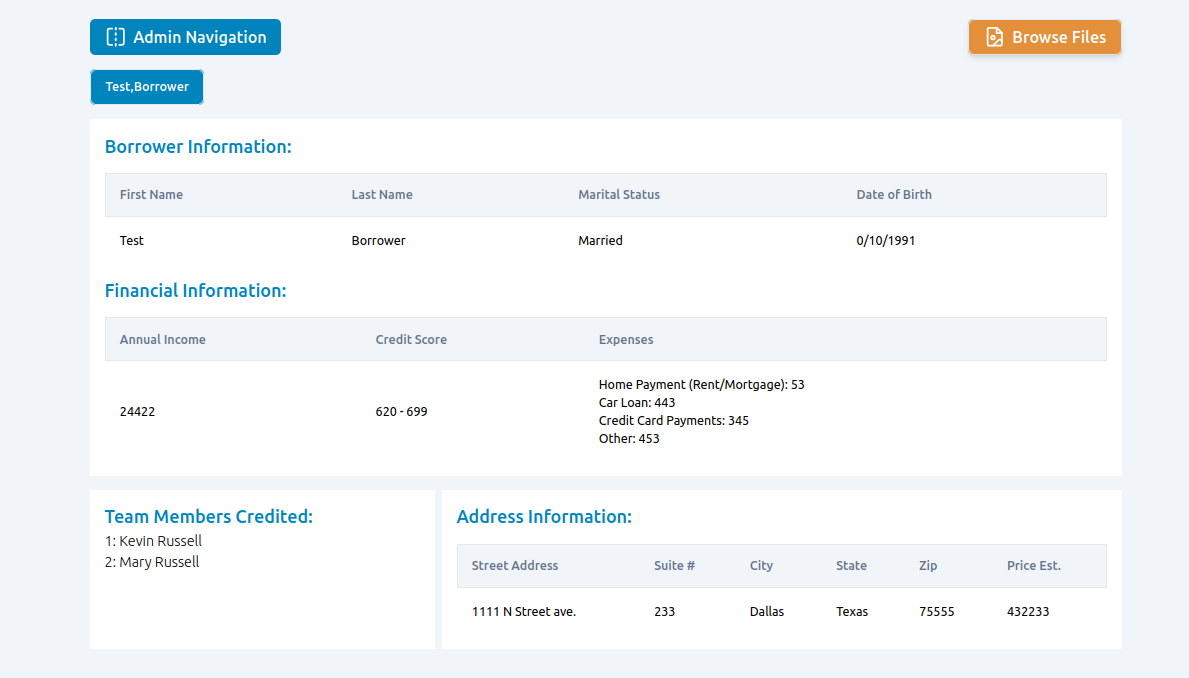 Admin Navigation
Browse Files
Test,Borrower
Borrower Information:
First Name Last Name Marital Status Date of Birth
Test Borrower Married 0/10/1991
Financial Information:
Annual Income Credit Score Expenses
Home Payment (Rent/Mortgage): 53
Car Loan: 443
24422 620 - 699
Credit Card Payments: 345
Other: 453
Team Members Credited:
1: Kevin Russell
2: Mary Russell
Address Information:
Street Address Suite # City State Zip Price Est.
1111 N Street ave. 233 Dallas Texas 75555 432233